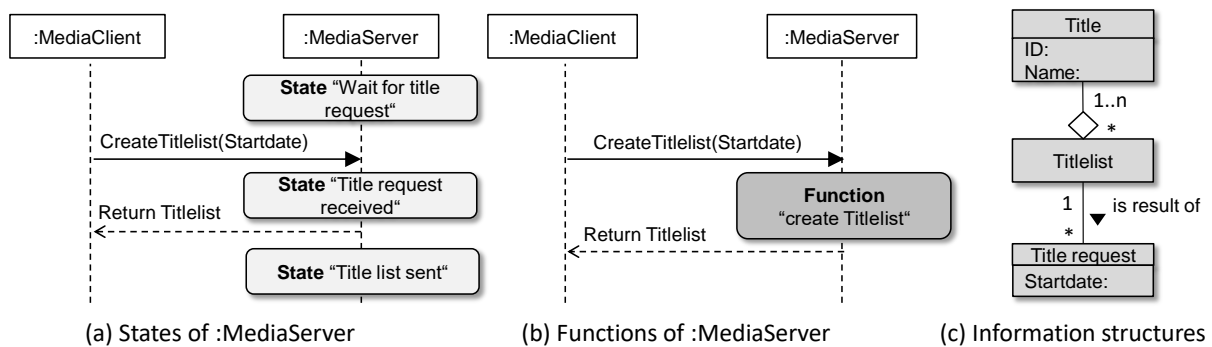 :MediaClient
:MediaServer
State “Wait for title
request“
CreateTitlelist(Startdate)
State “Title request
received“
Return Titlelist
State “Title list sent“
(a) States of :MediaServer
:MediaClient
:MediaServer
CreateTitlelist(Startdate)
Function
“create Titlelist“
Return Titlelist
(b) Functions of :MediaServer
Title
ID:
Name:
1..n
*
Titlelist
1
is result of
*
Title request
Startdate:
(c) Information structures